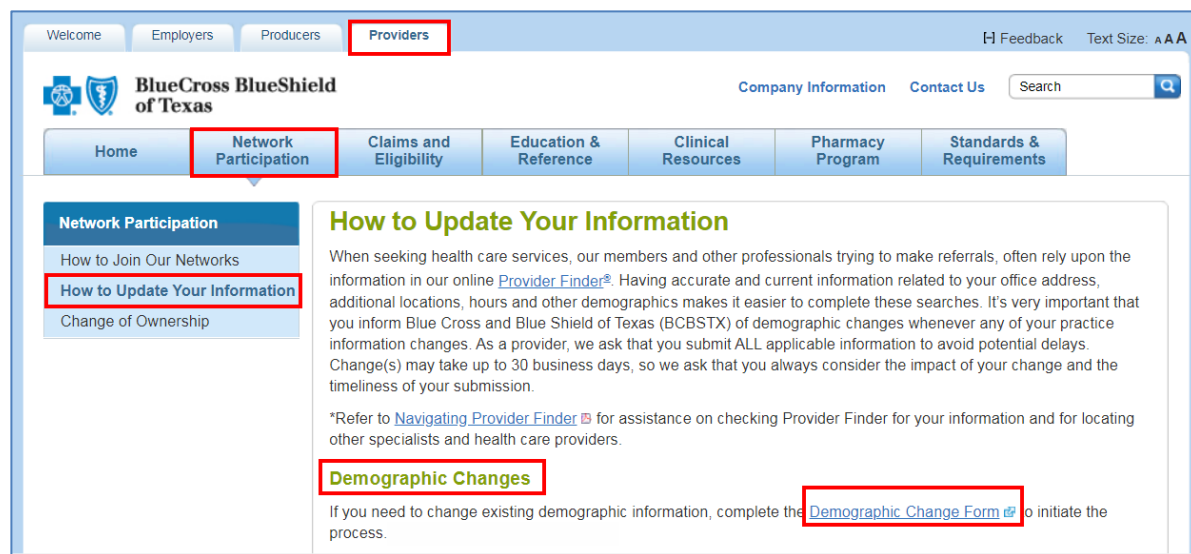 Welcome Employers Producers Providers [-] Feedback Text Size: A A A
BlueCross BlueShield
of Texas
Company Information Contact Us Search
Home Network Participation Claims and Eligibility Education & Reference Clinical Resources Pharmacy Program Standards & Requirements
Network Participation
How to Join Our Networks
How to Update Your Information
Change of Ownership
How to Update Your Information
When seeking health care services, our members and other professionals trying to make referrals, often rely upon the
information in our online Provider Finder®. Having accurate and current information related to your office address,
additional locations, hours and other demographics makes it easier to complete these searches. It’s very important that
you inform Blue Cross and Blue Shield of Texas (BCBSTX) of demographic changes whenever any of your practice
information changes. As a provider, we ask that you submit ALL applicable information to avoid potential delays.
Change(s) may take up to 30 business days, so we ask that you always consider the impact of your change and the
timeliness of your submission.
*Refer to Navigating Provider Finder for assistance on checking Provider Finder for your information and for locating
other specialists and health care providers.
Demographic Changes
If you need to change existing demographic information, complete the Demographic Change Form to initiate the
process.